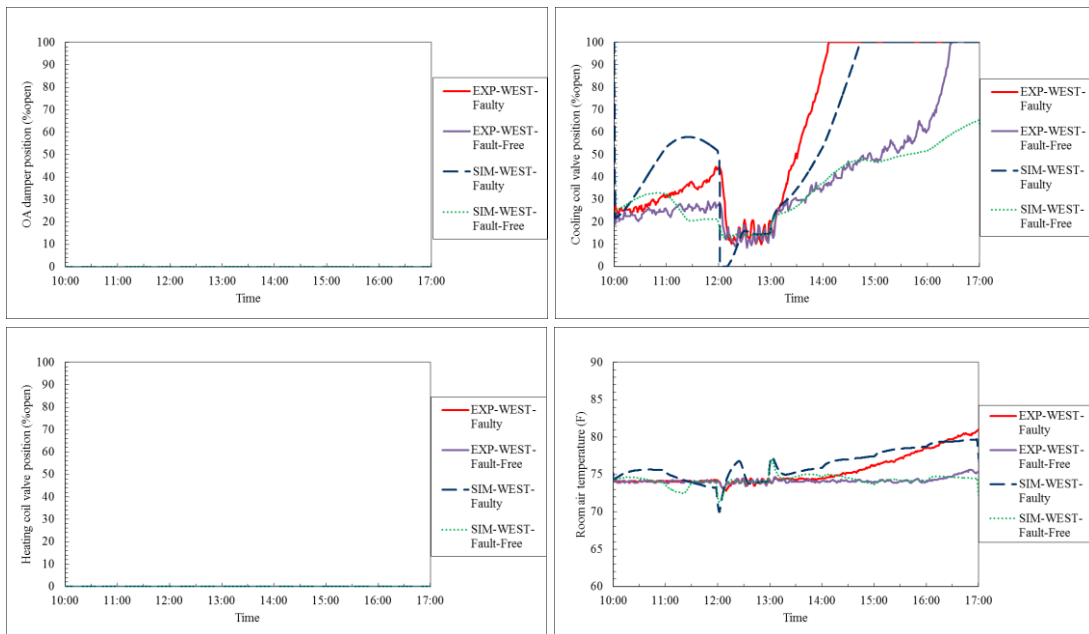 OA damper position (%open)
100
90
80
70
60
50
40
30
20
10
0
10:00 11:00 12:00 13:00 14:00 15:00 16:00 17:00
Time
EXP-WEST-
Faulty
EXP-WEST-
Fault-Free
SIM-WEST-
Faulty
SIM-WEST-
Fault-Free
Cooling coil valve position (%open)
100
90
80
70
60
50
40
30
20
10
0
10:00 11:00 12:00 13:00 14:00 15:00 16:00 17:00
Time
EXP-WEST-
Faulty
EXP-WEST-
Fault-Free
SIM-WEST-
Faulty
SIM-WEST-
Fault-Free
Heating coil valve position (%open)
100
90
80
70
60
50
40
30
20
10
0
10:00 11:00 12:00 13:00 14:00 15:00 16:00 17:00
Time
EXP-WEST-
Faulty
EXP-WEST-
Fault-Free
SIM-WEST-
Faulty
SIM-WEST-
Fault-Free
Room air temperature (F)
90
85
80
75
70
65
60
10:00 11:00 12:00 13:00 14:00 15:00 16:00 17:00
Time
EXP-WEST-
Faulty
EXP-WEST-
Fault-Free
SIM-WEST-
Faulty
SIM-WEST-
Fault-Free